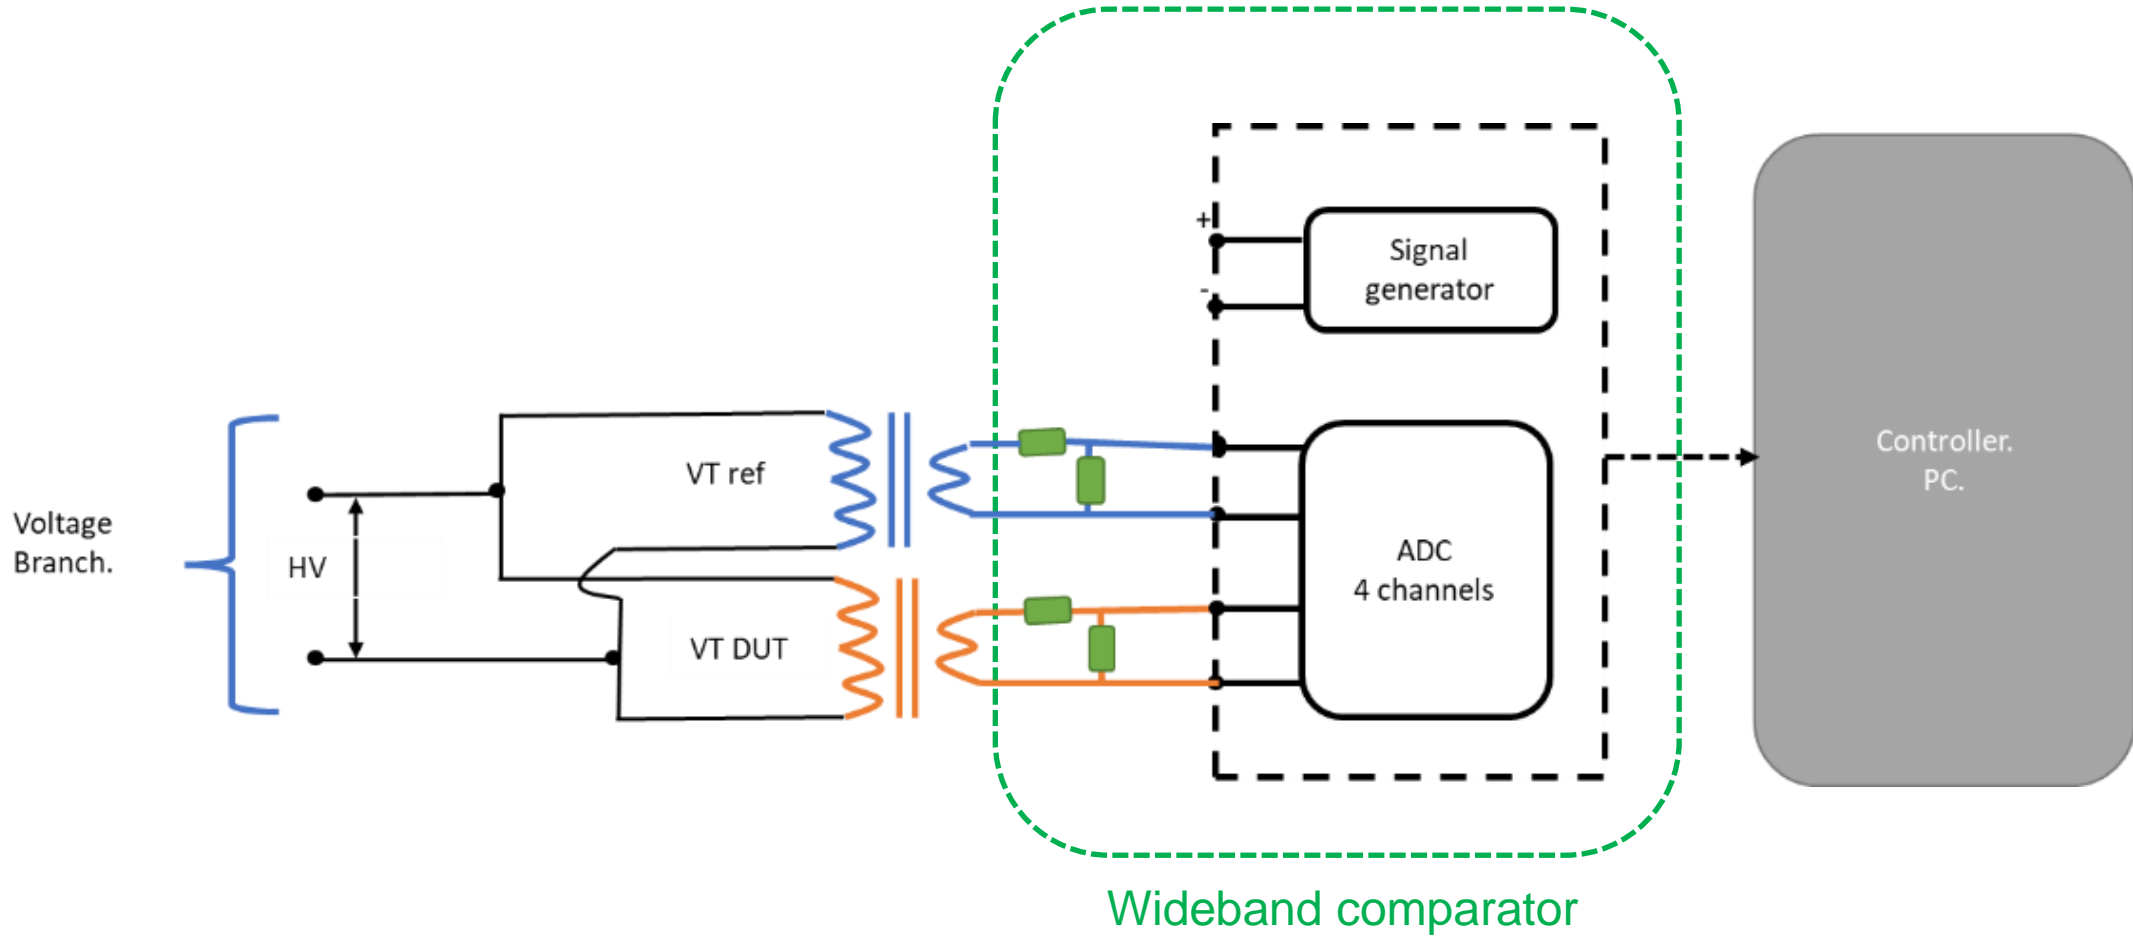 Voltage
Branch.
HV
VT ref
VT DUT
+
-
Signal
generator
ADC
4 channels
Controller.
PC.
Wideband comparator